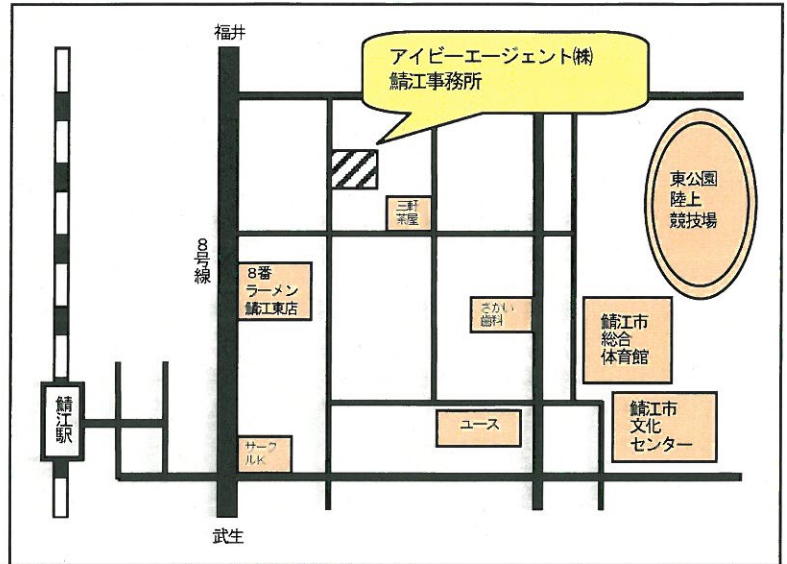 福井
アイビーエージェント㈱
鯖江事務所
東公園
陸上
競技場
三軒
茶屋
8号線
8番
ラーメン
鯖江東店
さかい
歯科
鯖江市
総合
体育館
鯖江駅
鯖江市
文化
センター
ユース
サーク
ルK
武生